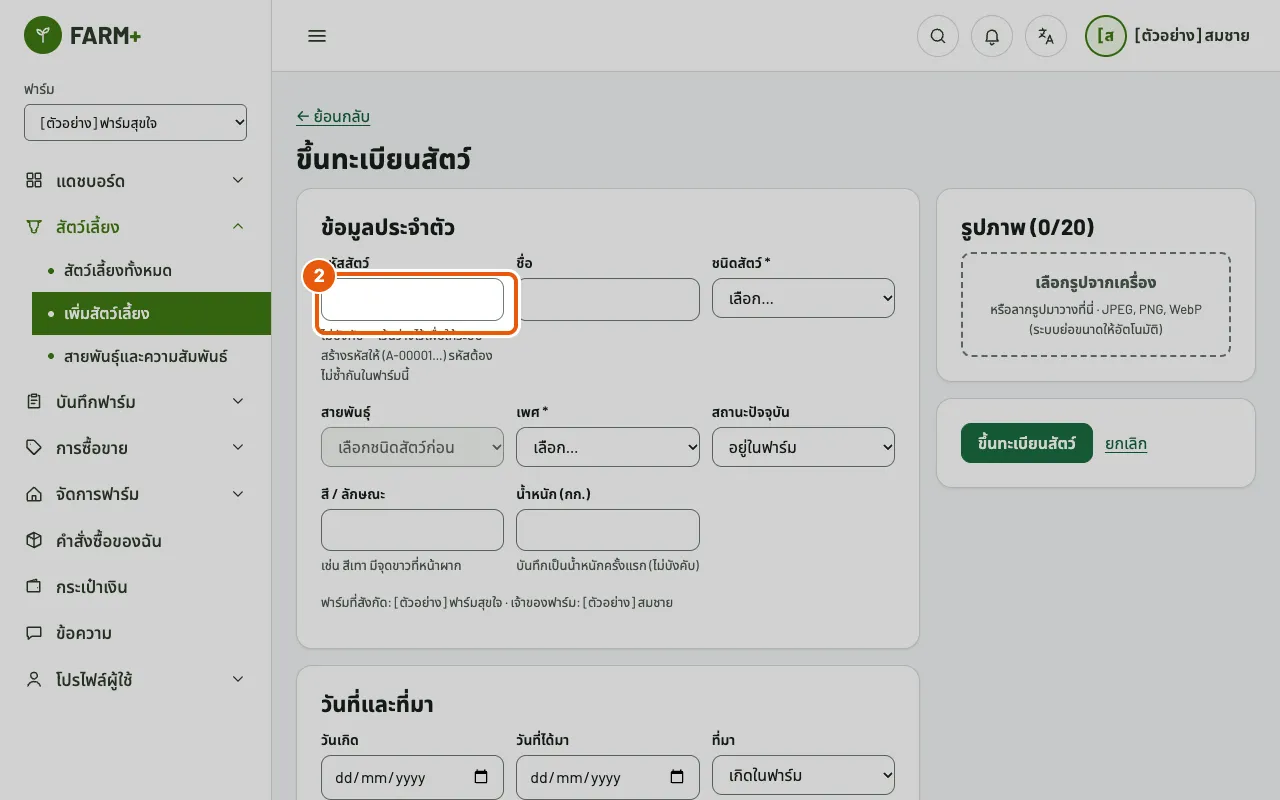 FARM+
ฟาร์ม
[ตัวอย่าง] ฟาร์มสุขใจ
แดชบอร์ด
สัตว์เลี้ยง
สัตว์เลี้ยงทั้งหมด
เพิ่มสัตว์เลี้ยง
สายพันธุ์และความสัมพันธ์
บันทึกฟาร์ม
การซื้อขาย
จัดการฟาร์ม
คำสั่งซื้อของฉัน
กระเป๋าเงิน
ข้อความ
โปรไฟล์ผู้ใช้
[ส [ตัวอย่าง] สมชาย
← ย้อนกลับ
ขึ้นทะเบียนสัตว์
ข้อมูลประจำตัว
2
ชื่อ
ชนิดสัตว์ *
เลือก...
สร้างรหัสให้ (A-00001...) รหัสต้อง
ไม่ซ้ำกันในฟาร์มนี้
สายพันธุ์
เพศ *
สถานะปัจจุบัน
เลือกชนิดสัตว์ก่อน
เลือก...
อยู่ในฟาร์ม
สี / ลักษณะ
น้ำหนัก (กก.)
เช่น สีเทา มีจุดขาวที่หน้าผาก
บันทึกเป็นน้ำหนักครั้งแรก (ไม่บังคับ)
ฟาร์มที่สังกัด: [ตัวอย่าง] ฟาร์มสุขใจ · เจ้าของฟาร์ม: [ตัวอย่าง] สมชาย
วันที่และที่มา
วันเกิด
วันที่ได้มา
ที่มา
dd/mm/yyyy
dd/mm/yyyy
เกิดในฟาร์ม
รูปภาพ (0/20)
เลือกรูปจากเครื่อง
หรือลากรูปมาวางที่นี่ · JPEG, PNG, WebP
(ระบบย่อขนาดให้อัตโนมัติ)
ขึ้นทะเบียนสัตว์
ยกเลิก